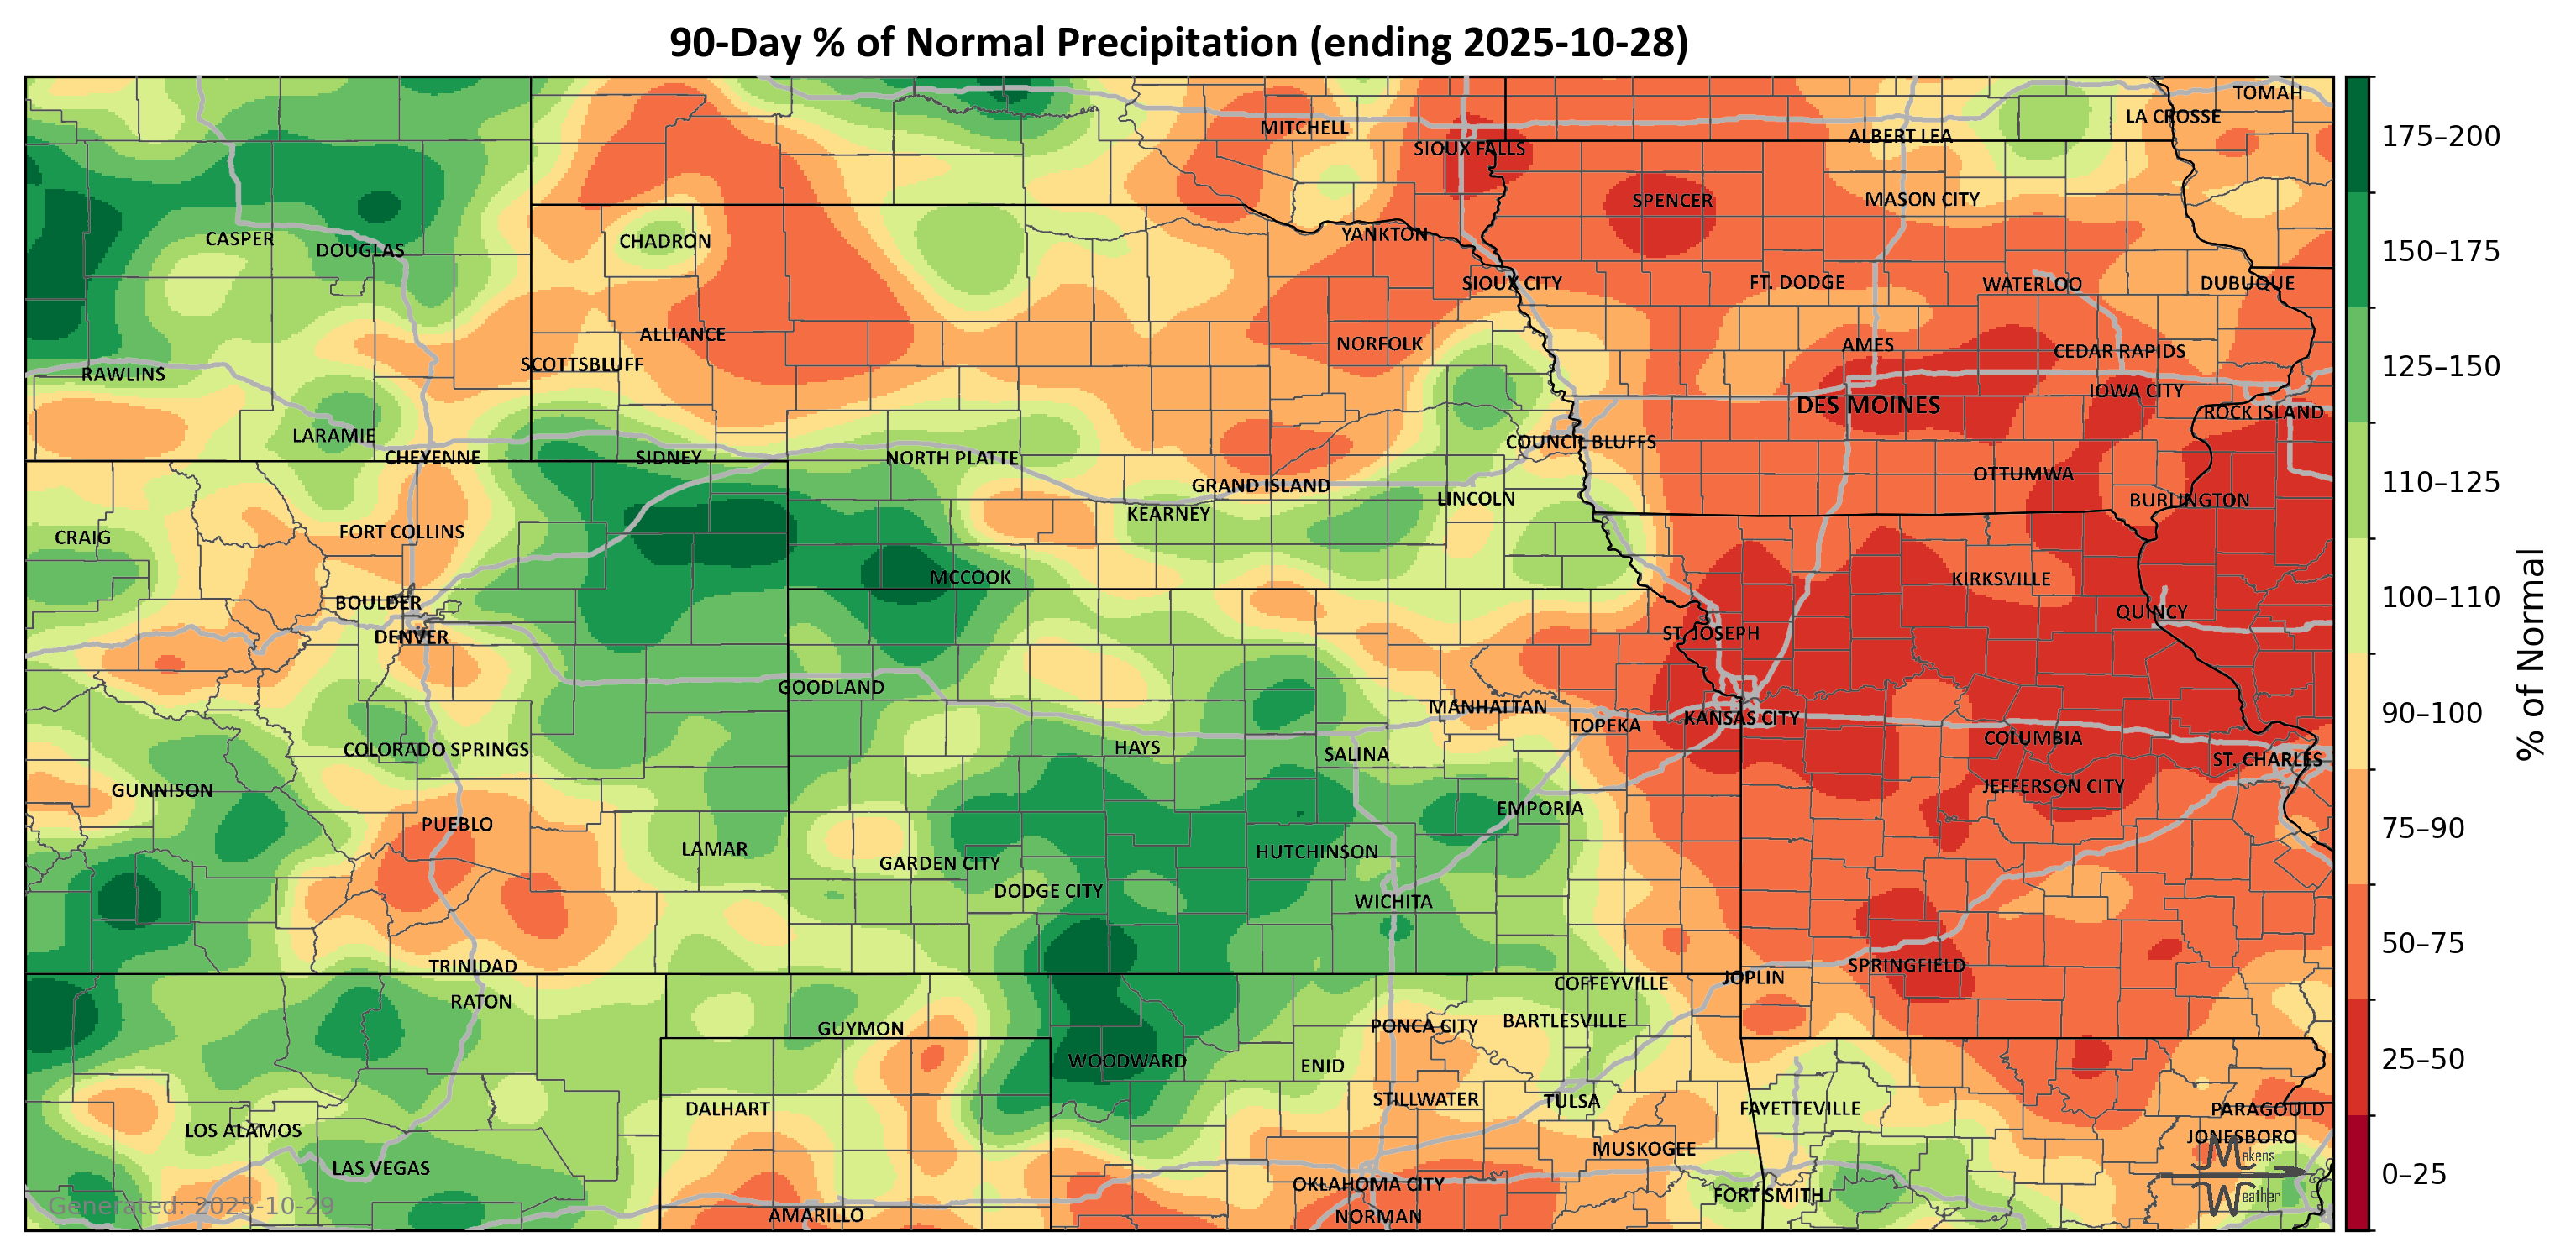 90-Day % of Normal Precipitation (ending 2025-10-28)
TOMAH
LA CROSSE
MITCHELL
ALBERT LEA
SIOUX FALLS
SPENCER
MASON CITY
CASPER
DOUGLAS
CHADRON
YANKTON
SIOUX CITY
FT. DODGE
WATERLOO
DUBUQUE
ALLIANCE
NORFOLK
AMES
CEDAR RAPIDS
SCOTTSBLUFF
RAWLINS
IOWA CITY
DES MOINES
ROCK ISLAND
LARAMIE
COUNCIL BLUFFS
CHEYENNE
SIDNEY
NORTH PLATTE
OTTUMWA
GRAND ISLAND
LINCOLN
BURLINGTON
KEARNEY
CRAIG
FORT COLLINS
MCCOOK
KIRKSVILLE
BOULDER
QUINCY
DENVER
ST. JOSEPH
GOODLAND
MANHATTAN
TOPEKA
KANSAS CITY
COLORADO SPRINGS
HAYS
SALINA
COLUMBIA
ST. CHARLES
GUNNISON
JEFFERSON CITY
EMPORIA
PUEBLO
LAMAR
GARDEN CITY
HUTCHINSON
DODGE CITY
WICHITA
TRINIDAD
SPRINGFIELD
JOPLIN
COFFEYVILLE
RATON
GUYMON
PONCA CITY
BARTLESVILLE
WOODWARD
ENID
DALHART
STILLWATER
TULSA
FAYETTEVILLE
PARAGOULD
LOS ALAMOS
JONESBORO
MUSKOGEE
LAS VEGAS
OKLAHOMA CITY
FORT SMITH
AMARILLO
NORMAN
Makens
Weather
Generated: 2025-10-29
175–200
150–175
125–150
110–125
100–110
90–100
75–90
50–75
25–50
0–25
% of Normal